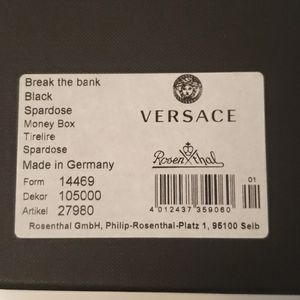 Break the bank
Black
Spardose
Money Box
Tirelire
Spardose
Made in Germany
Form 14469
Dekor 105000
Artikel 27980
VERSACE
Rosenthal
01
4 012437 359060
Rosenthal GmbH, Philip-Rosenthal-Platz 1, 95100 Selb